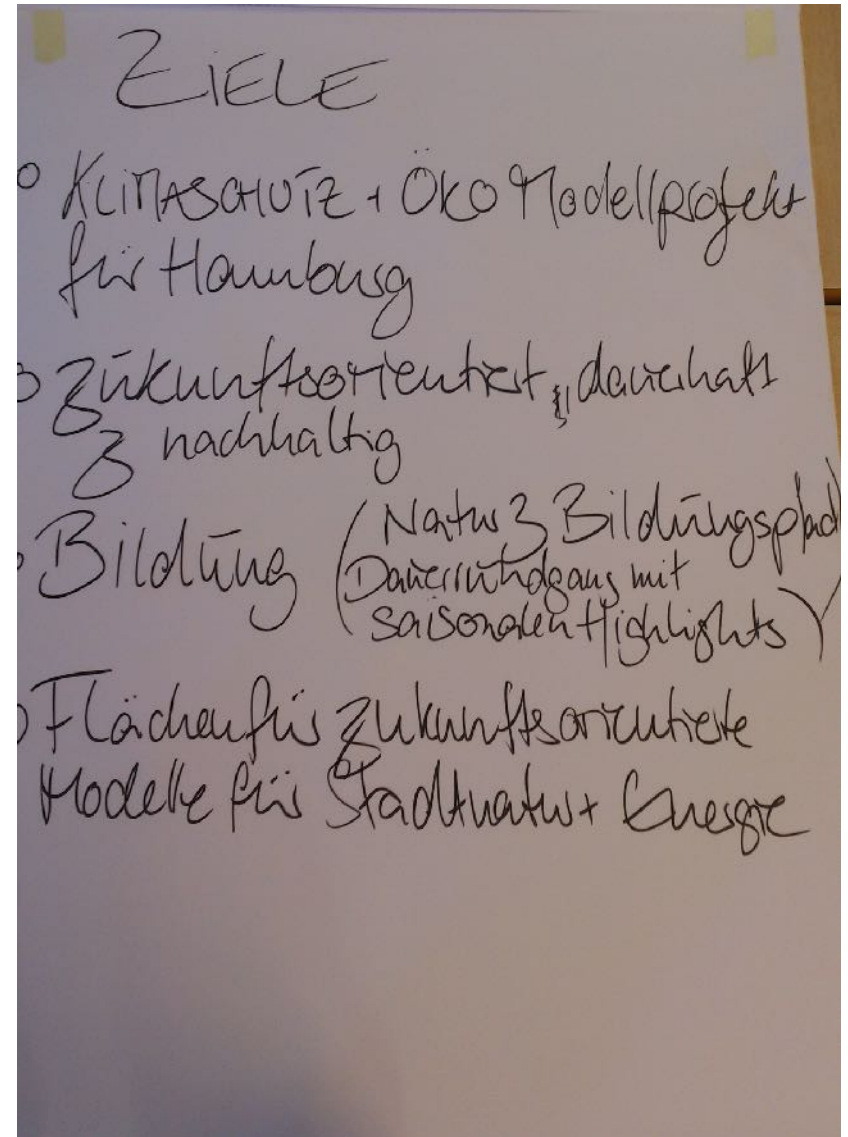 ZIELE
○ KLIMASCHUTZ + ÖKO Modellprojekt
für Hamburg
○ Zukunftsorientiert, dauerhaft
& nachhaltig
○ Bildung (Natur & Bildungspfad
Dauerrundgang mit
saisonalen Highlights)
○ Flächen für zukunftsorientierte
Modelle für Stadtnatur + Energie